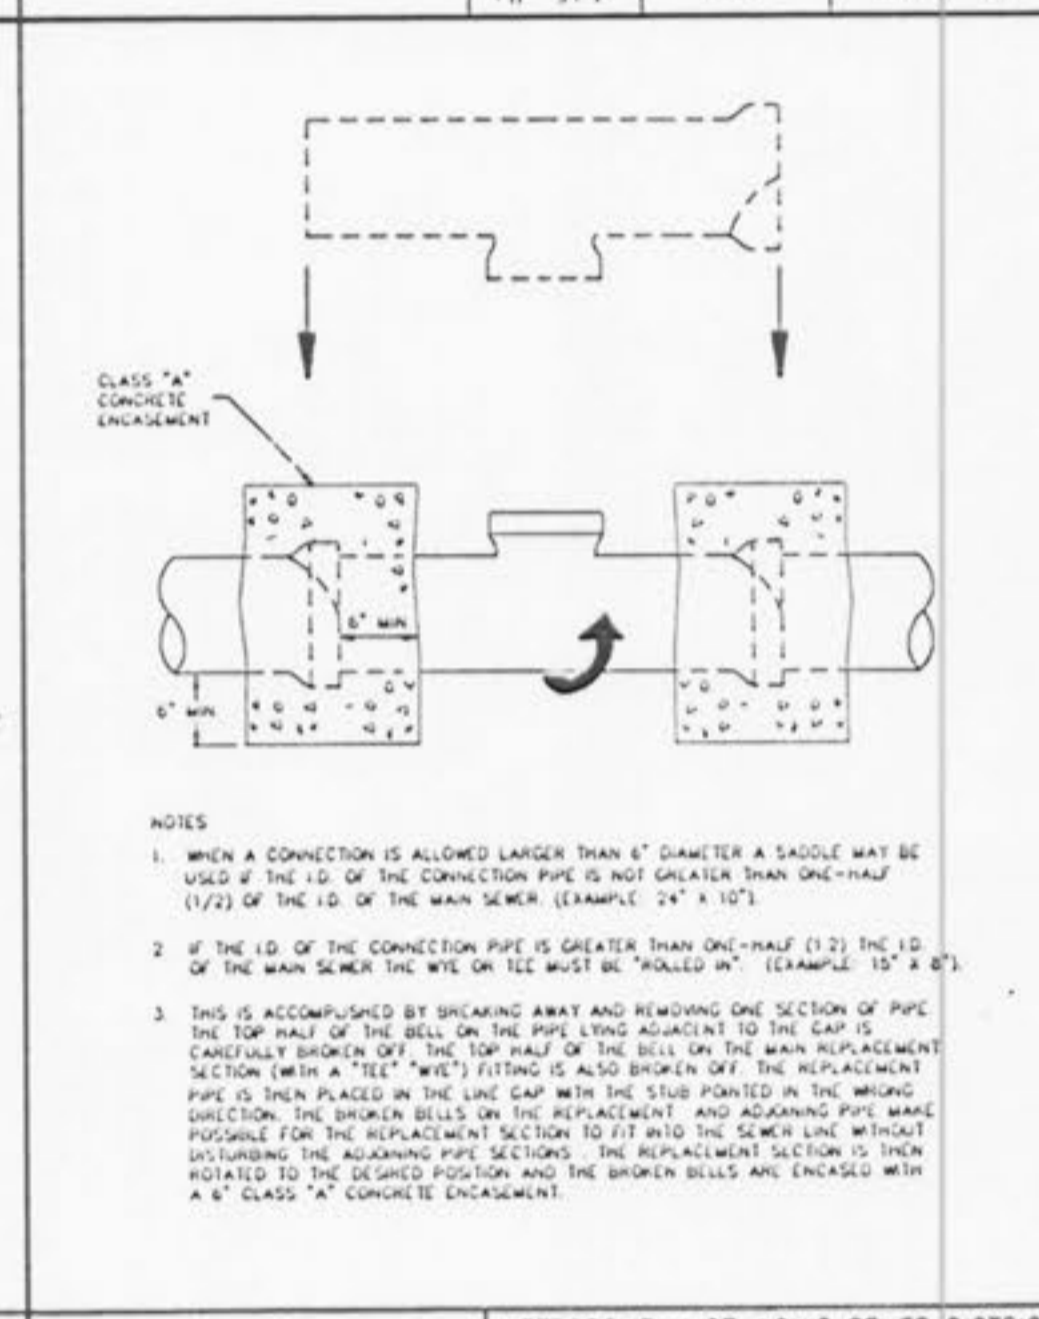 CLASS "A"
CONCRETE
ENCASEMENT
6" MIN
6" MIN
NOTES
1. WHEN A CONNECTION IS ALLOWED LARGER THAN 6" DIAMETER A SADDLE MAY BE
USED IF THE I.D. OF THE CONNECTION PIPE IS NOT GREATER THAN ONE-HALF
(1/2) OF THE I.D. OF THE MAIN SEWER. (EXAMPLE: 24" X 10").
2 IF THE I.D. OF THE CONNECTION PIPE IS GREATER THAN ONE-HALF (1 2) THE I.D.
OF THE MAIN SEWER THE WYE OR TEE MUST BE "ROLLED IN". (EXAMPLE: 15" X 8").
3. THIS IS ACCOMPLISHED BY BREAKING AWAY AND REMOVING ONE SECTION OF PIPE.
THE TOP HALF OF THE BELL ON THE PIPE LYING ADJACENT TO THE GAP IS
CAREFULLY BROKEN OFF. THE TOP HALF OF THE BELL ON THE MAIN REPLACEMENT
SECTION (WITH A "TEE" "WYE") FITTING IS ALSO BROKEN OFF. THE REPLACEMENT
PIPE IS THEN PLACED IN THE LINE GAP WITH THE STUB POINTED IN THE WRONG
DIRECTION. THE BROKEN BELLS ON THE REPLACEMENT AND ADJOINING PIPE MAKE
POSSIBLE FOR THE REPLACEMENT SECTION TO FIT INTO THE SEWER LINE WITHOUT
DISTURBING THE ADJOINING PIPE SECTIONS . THE REPLACEMENT SECTION IS THEN
ROTATED TO THE DESIRED POSITION AND THE BROKEN BELLS ARE ENCASED WITH
A 6" CLASS "A" CONCRETE ENCASEMENT.